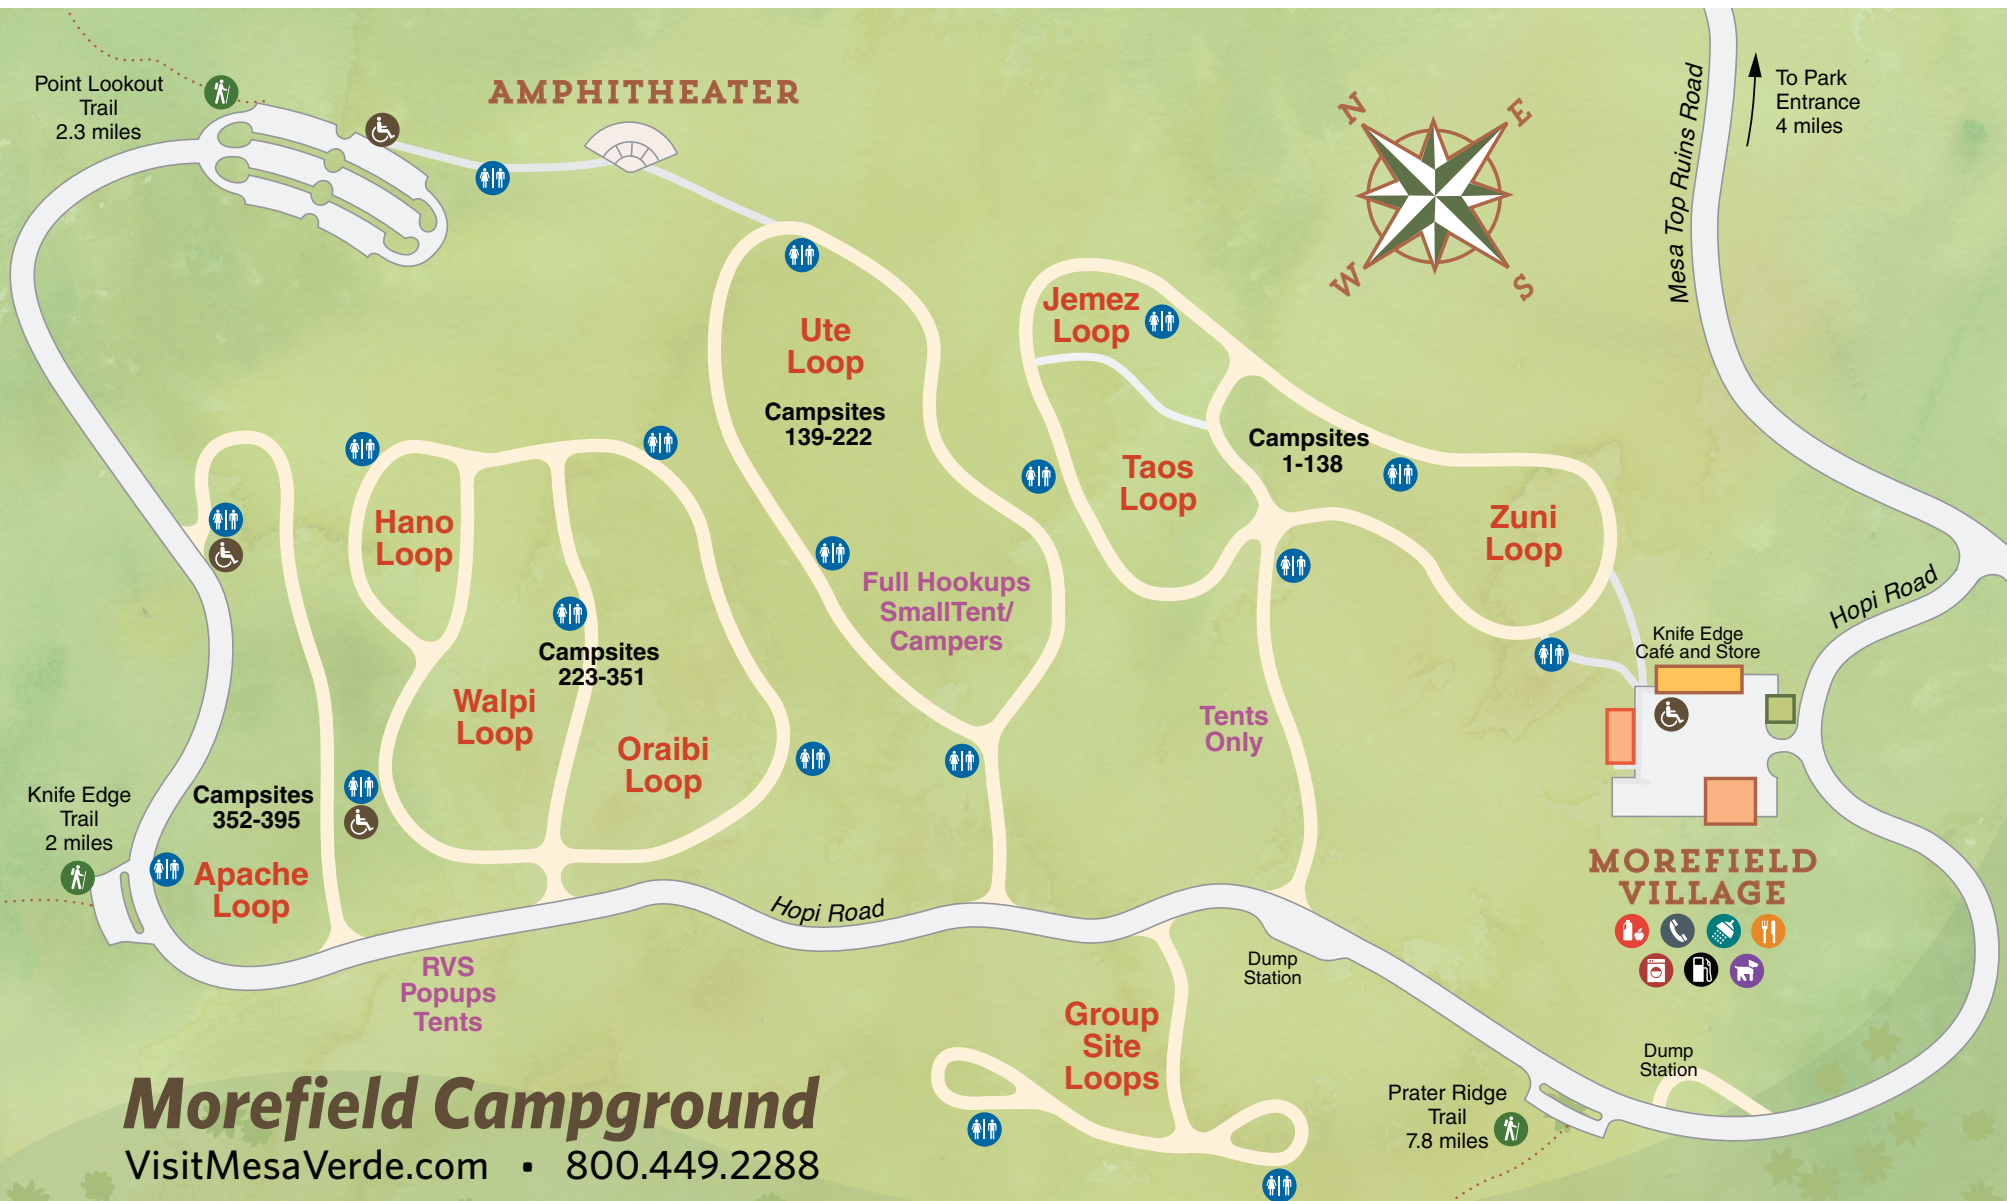 Point Lookout
Trail
2.3 miles
AMPHITHEATER
N
E
W
S
Mesa Top Ruins Road
To Park
Entrance
4 miles
Jemez
Loop
Ute
Loop
Campsites
139-222
Campsites
1-138
Taos
Loop
Zuni
Loop
Hano
Loop
Full Hookups
SmallTent/
Campers
Hopi Road
Knife Edge
Café and Store
Campsites
223-351
Walpi
Loop
Oraibi
Loop
Tents
Only
Knife Edge
Trail
2 miles
Campsites
352-395
Apache
Loop
Hopi Road
MOREFIELD
VILLAGE
RVS
Popups
Tents
Dump
Station
Group
Site
Loops
Dump
Station
Prater Ridge
Trail
7.8 miles
Morefield Campground
VisitMesaVerde.com • 800.449.2288